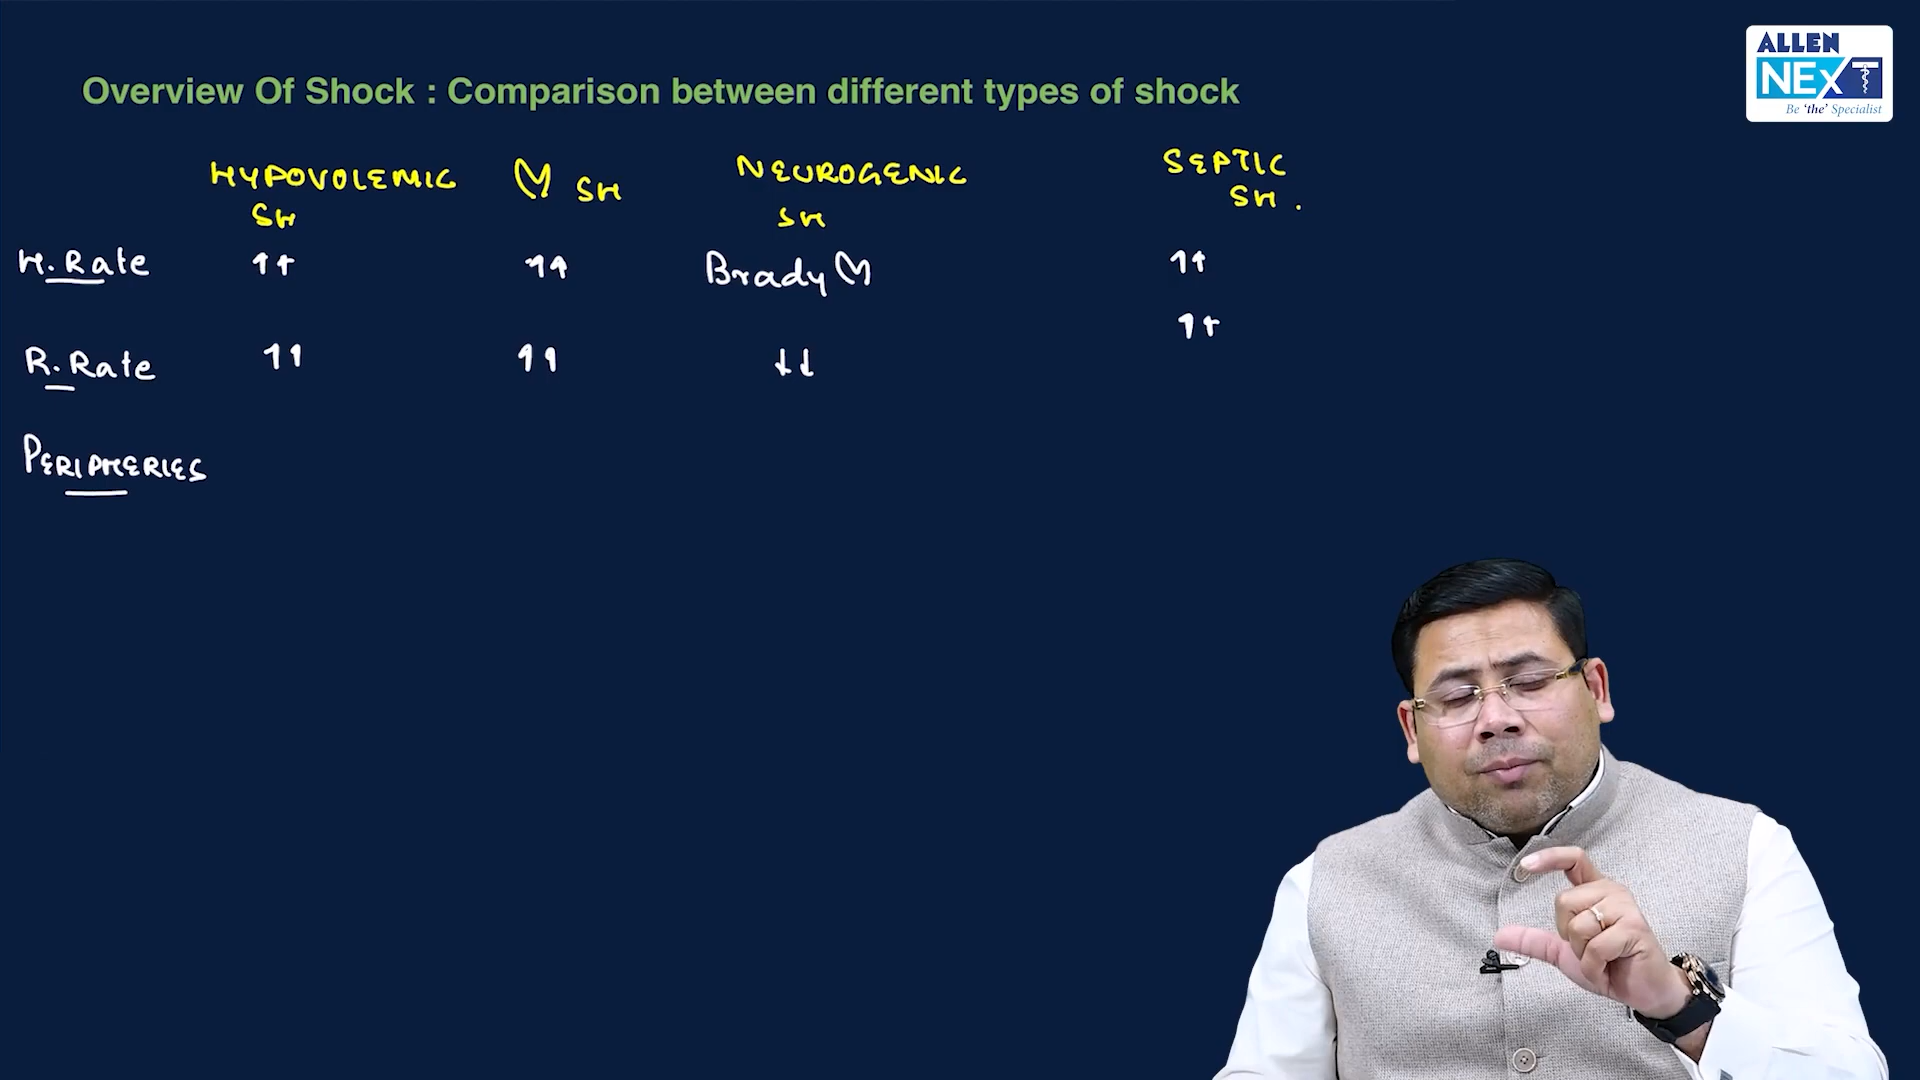 ALLEN
NEXT
Be 'the' Specialist
Overview Of Shock : Comparison between different types of shock
HYPOVOLEMIC SH
♡ SH
NEUROGENIC SH
SEPTIC SH.
H. Rate ↑↑ ↑↑ Brady♡ ↑↑
R. Rate ↑↑ ↑↑ ↓↓ ↑↑
PERIPHERIES